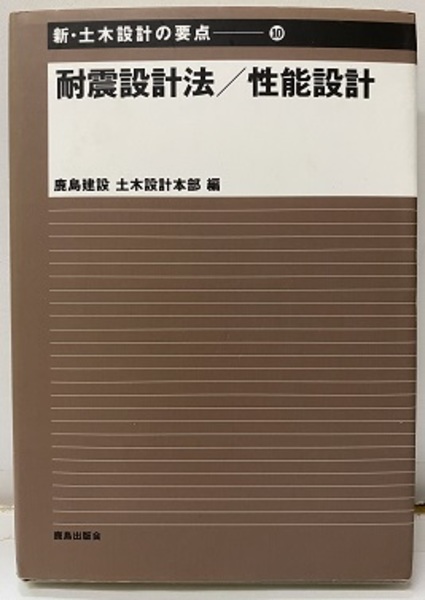 新・土木設計の要点――❿
耐震設計法／性能設計
鹿島建設 土木設計本部 編
鹿島出版会